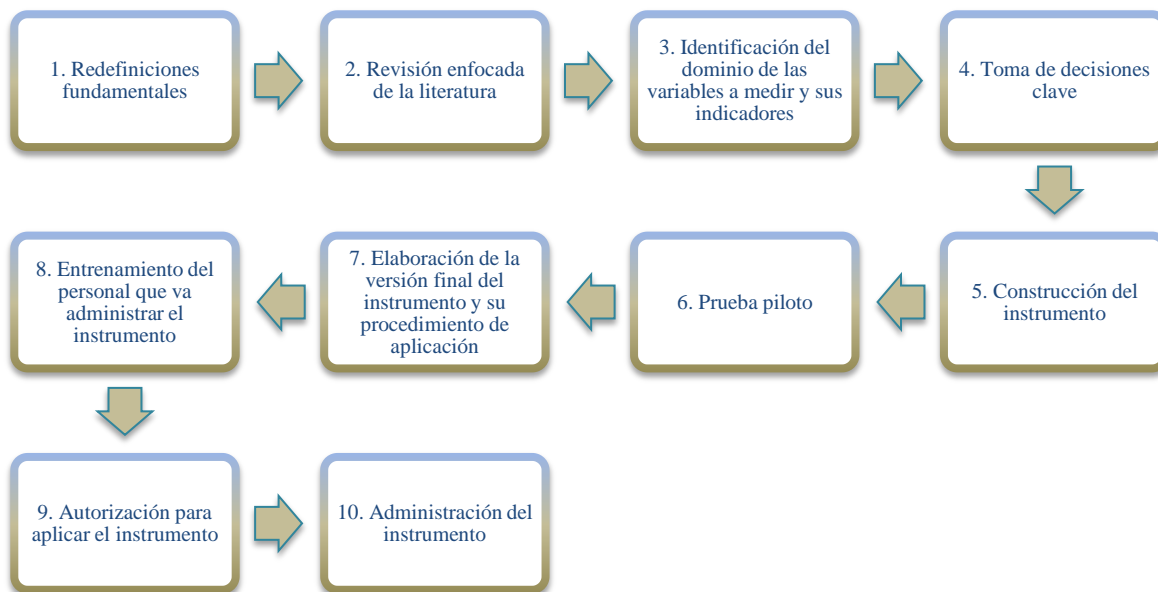 1. Redefiniciones
fundamentales
2. Revisión enfocada
de la literatura
3. Identificación del
dominio de las
variables a medir y sus
indicadores
4. Toma de decisiones
clave
5. Construcción del
instrumento
6. Prueba piloto
7. Elaboración de la
versión final del
instrumento y su
procedimiento de
aplicación
8. Entrenamiento del
personal que va
administrar el
instrumento
9. Autorización para
aplicar el instrumento
10. Administración del
instrumento